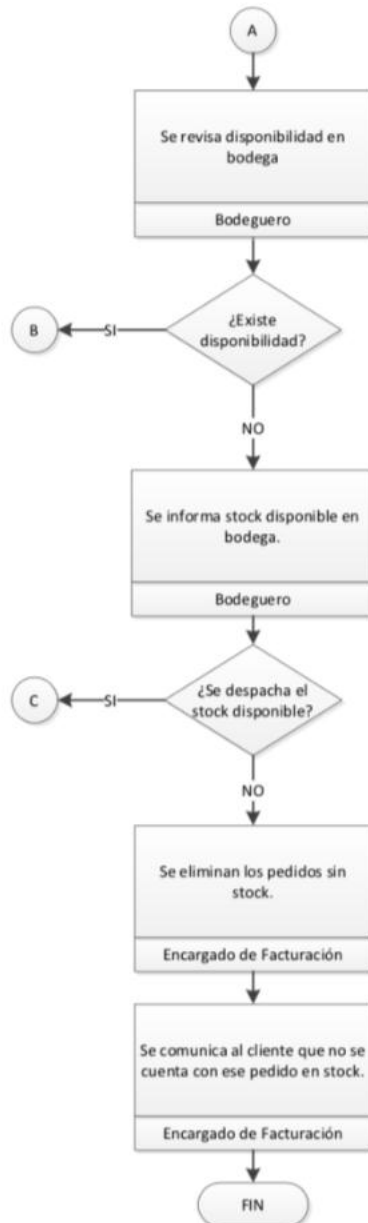 A
Se revisa disponibilidad en
bodega
Bodeguero
¿Existe
disponibilidad?
SI
B
NO
Se informa stock disponible en
bodega.
Bodeguero
¿Se despacha el
stock disponible?
SI
C
NO
Se eliminan los pedidos sin
stock.
Encargado de Facturación
Se comunica al cliente que no se
cuenta con ese pedido en stock.
Encargado de Facturación
FIN